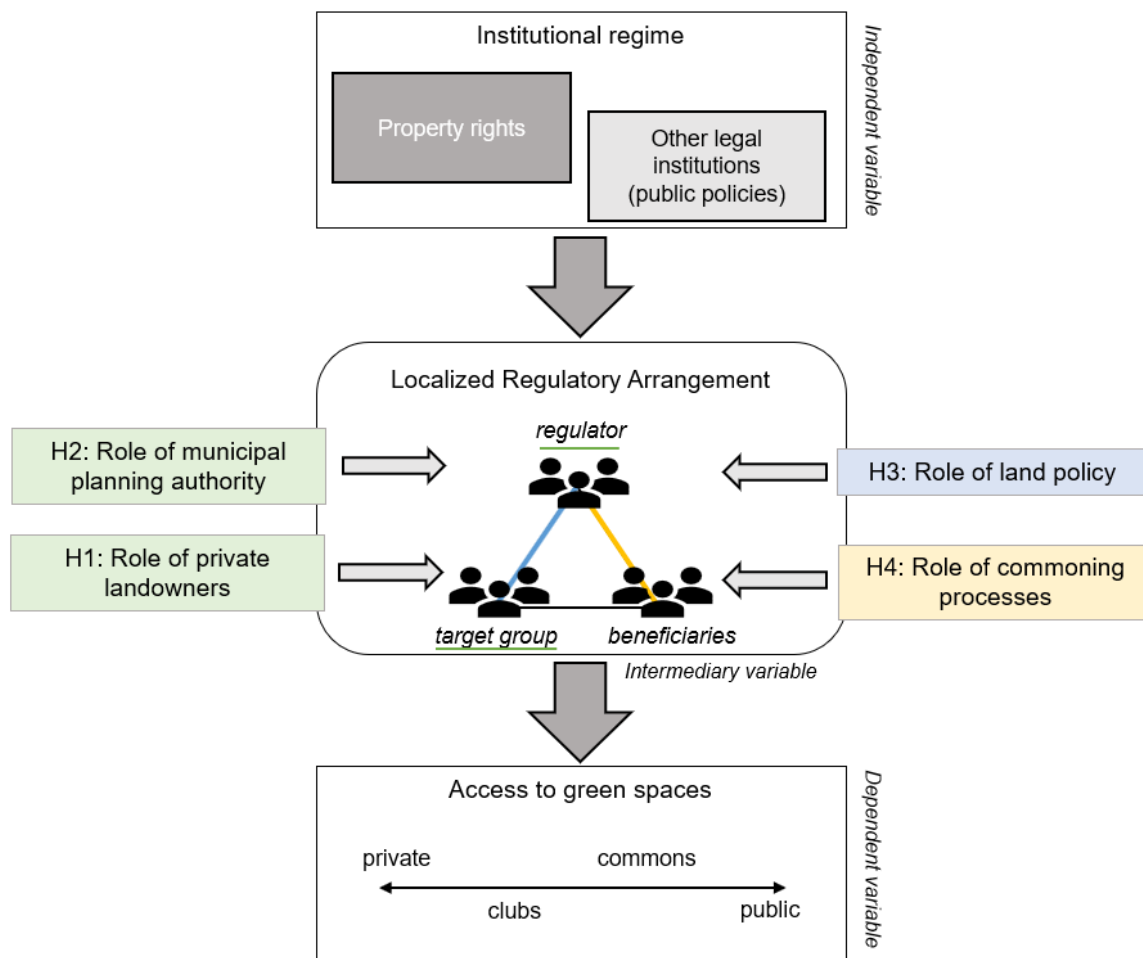 Institutional regime
Property rights
Other legal
institutions
(public policies)
Independent variable
Localized Regulatory Arrangement
regulator
H2: Role of municipal
planning authority
H3: Role of land policy
H1: Role of private
landowners
H4: Role of commoning
processes
target group
beneficiaries
Intermediary variable
Access to green spaces
private
commons
clubs
public
Dependent variable